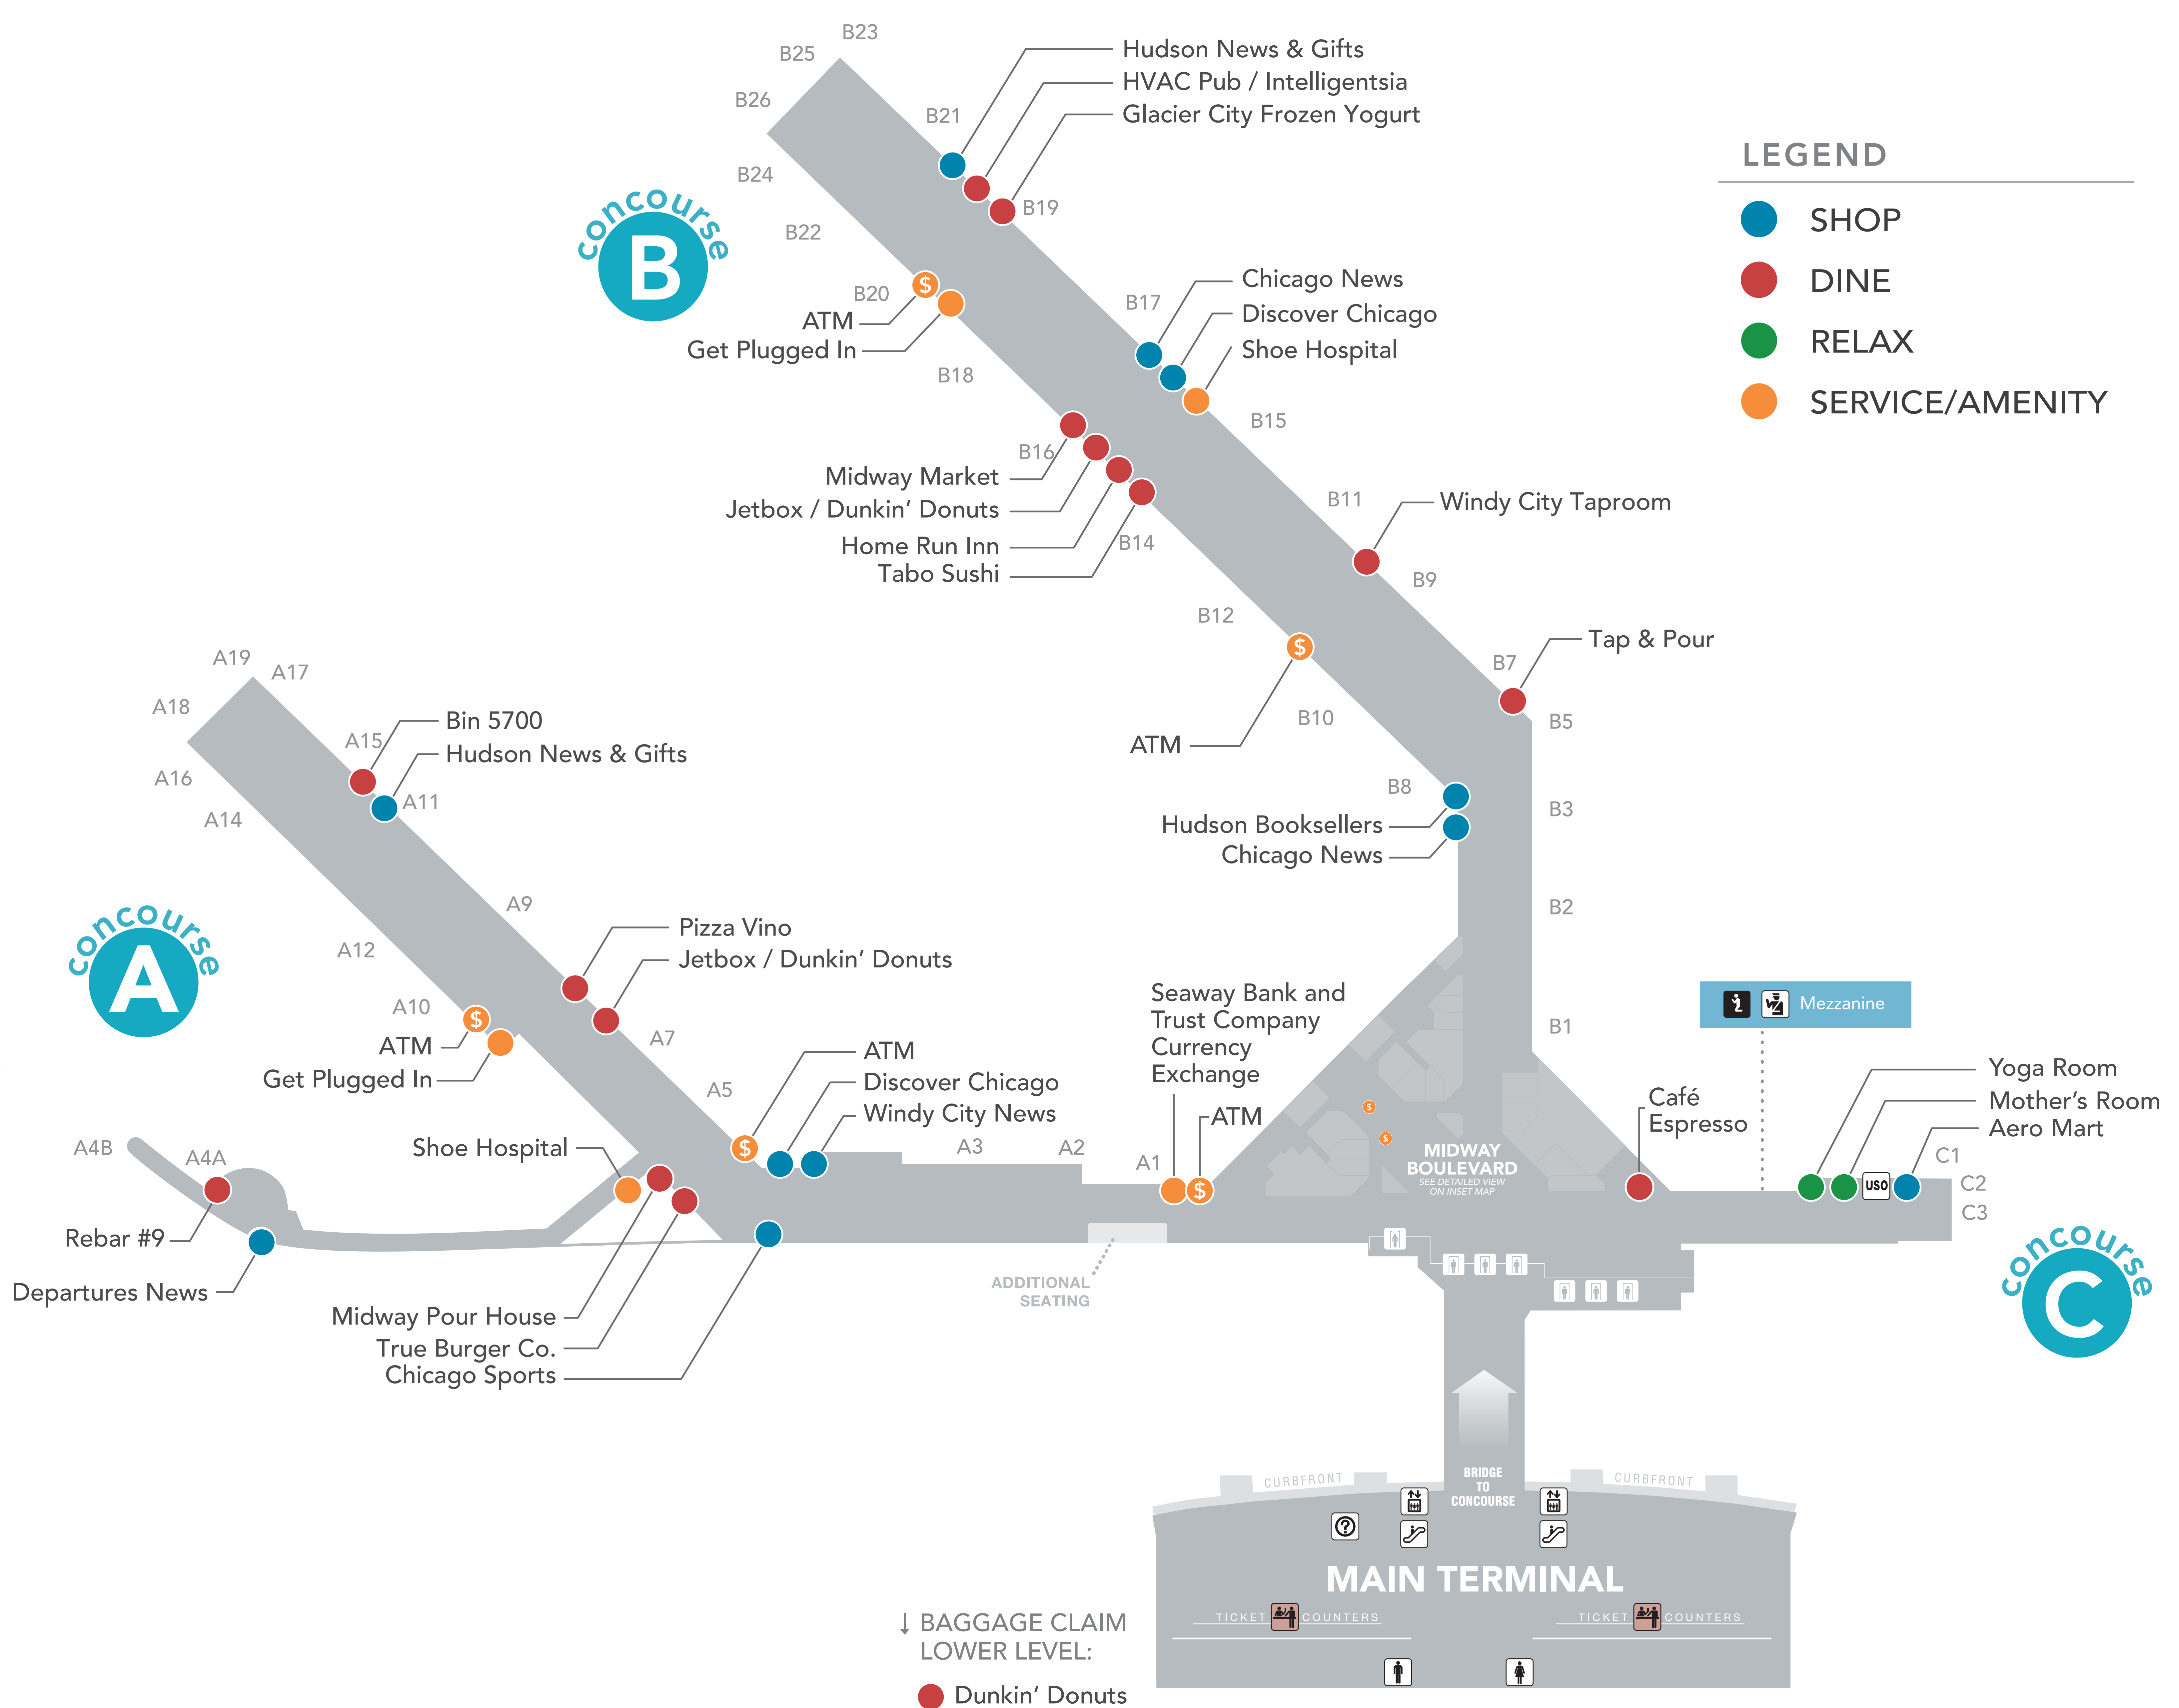 B23
B25
B26
B21
B24
B22
B19
B20
B17
B18
B15
B16
B11
B14
B9
B12
B7
B10
B5
B8
B3
B2
B1
Hudson News & Gifts
HVAC Pub / Intelligentsia
Glacier City Frozen Yogurt
concourse
B
ATM
Get Plugged In
Chicago News
Discover Chicago
Shoe Hospital
Midway Market
Jetbox / Dunkin’ Donuts
Home Run Inn
Tabo Sushi
Windy City Taproom
Tap & Pour
ATM
Hudson Booksellers
Chicago News
LEGEND
SHOP
DINE
RELAX
SERVICE/AMENITY
A19
A17
A18
A15
A16
A11
A14
A9
A12
A10
A7
A5
A4B
A4A
A3
A2
A1
Bin 5700
Hudson News & Gifts
concourse
A
Pizza Vino
Jetbox / Dunkin’ Donuts
ATM
Get Plugged In
ATM
Discover Chicago
Windy City News
Shoe Hospital
Rebar #9
Departures News
Midway Pour House
True Burger Co.
Chicago Sports
Seaway Bank and
Trust Company
Currency
Exchange
ATM
ADDITIONAL
SEATING
MIDWAY
BOULEVARD
SEE DETAILED VIEW
ON INSET MAP
Mezzanine
Café
Espresso
Yoga Room
Mother’s Room
Aero Mart
USO
C1
C2
C3
concourse
C
CURBFRONT
CURBFRONT
BRIDGE
TO
CONCOURSE
?
MAIN TERMINAL
TICKET COUNTERS
TICKET COUNTERS
↓ BAGGAGE CLAIM
LOWER LEVEL:
Dunkin’ Donuts